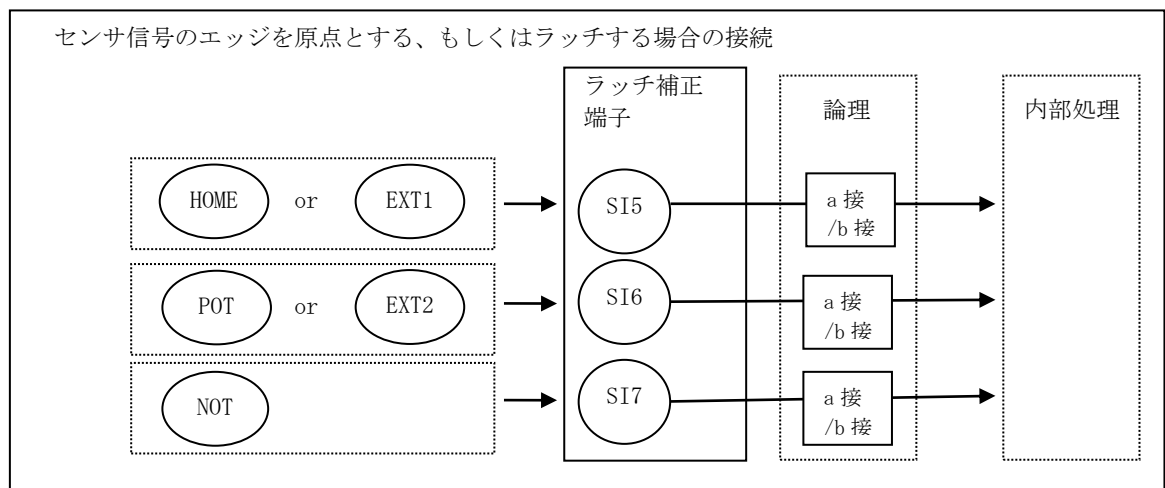 センサ信号のエッジを原点とする、もしくはラッチする場合の接続
ラッチ補正
端子
論理
内部処理
HOME or EXT1
SI5
a 接
/b 接
POT or EXT2
SI6
a 接
/b 接
NOT
SI7
a 接
/b 接